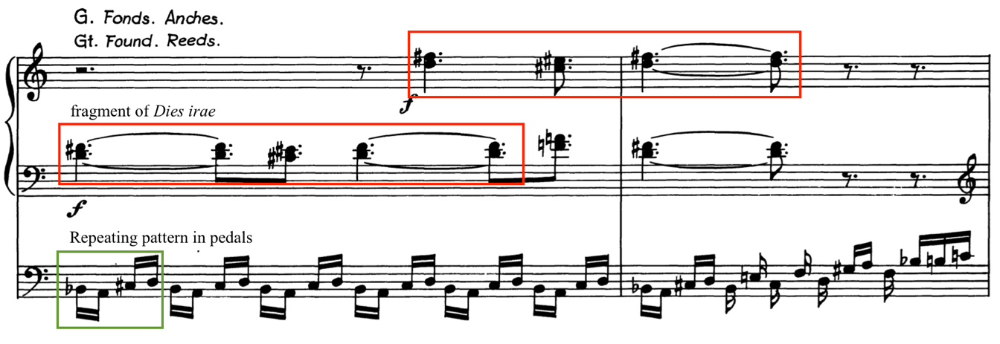 G. Fonds. Anches.
Gt. Found. Reeds.
f
fragment of Dies irae
f
Repeating pattern in pedals